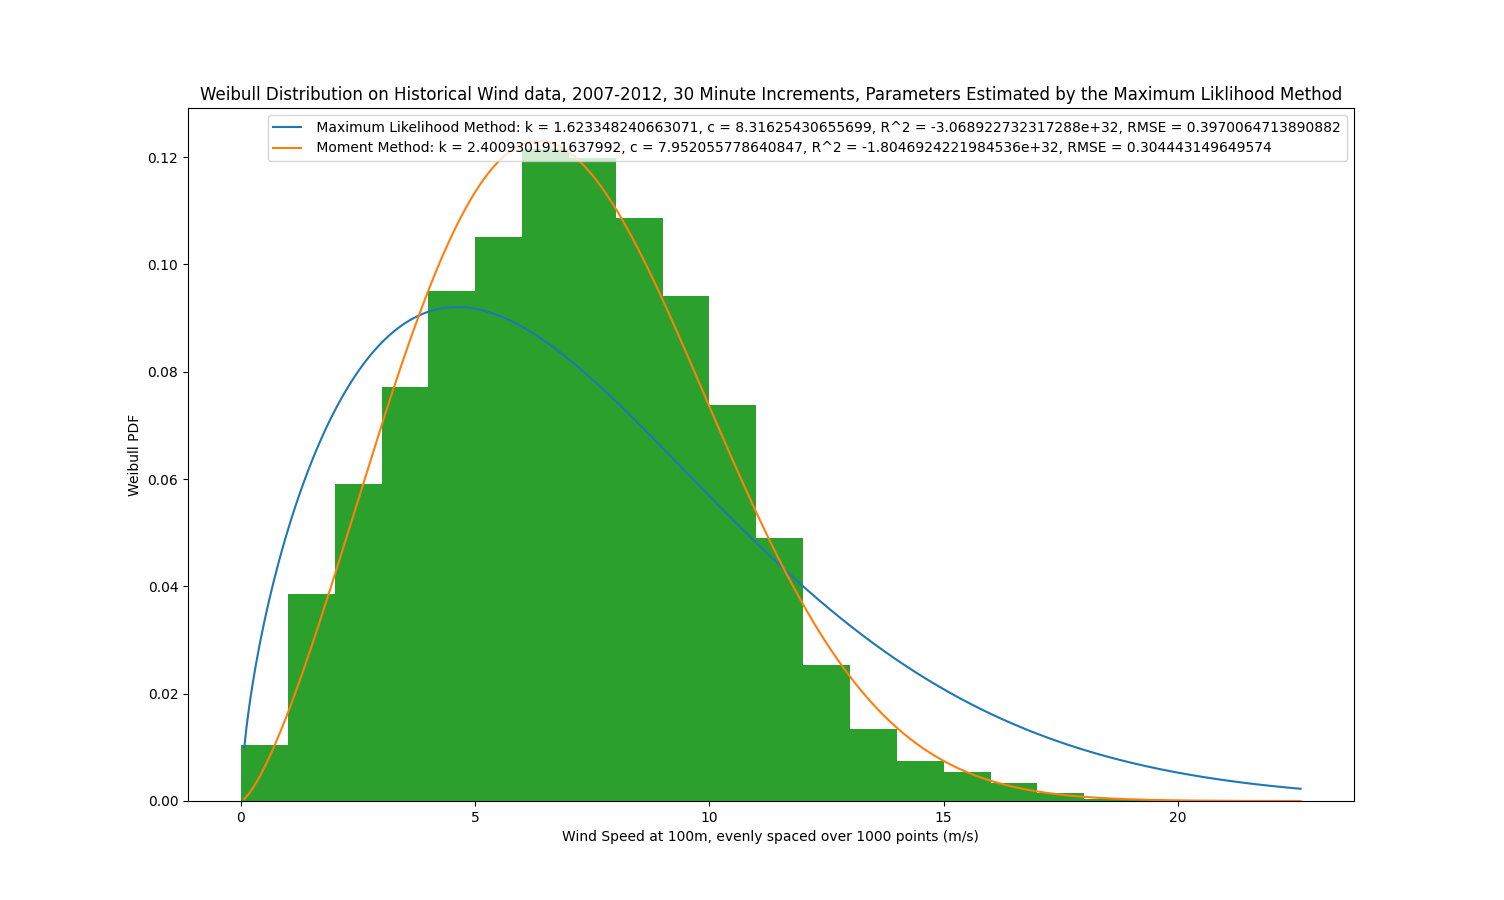 Weibull Distribution on Historical Wind data, 2007-2012, 30 Minute Increments, Parameters Estimated by the Maximum Liklihood Method
Maximum Likelihood Method: k = 1.623348240663071, c = 8.31625430655699, R^2 = -3.068922732317288e+32, RMSE = 0.3970064713890882
Moment Method: k = 2.4009301911637992, c = 7.952055778640847, R^2 = -1.8046924221984536e+32, RMSE = 0.304443149649574
0.12
0.10
0.08
0.06
0.04
0.02
0.00
Weibull PDF
0 5 10 15 20
Wind Speed at 100m, evenly spaced over 1000 points (m/s)